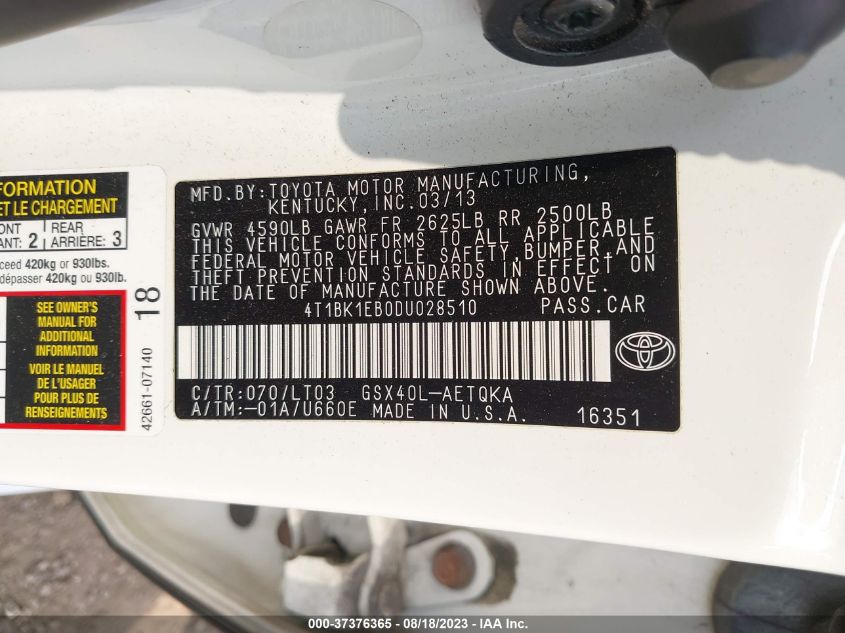 FORMATION
ET LE CHARGEMENT
2
REAR
ARRIÈRE: 3
420kg or 930lbs.
dépasser 420kg ou 930lb.
SEE OWNER'S
MANUAL FOR
ADDITIONAL
INFORMATION
VOIR LE MANUEL
DE L'USAGER
POUR PLUS DE
RENSEIGNEMENTS
18
42661-07140
MFD.BY:TOYOTA MOTOR MANUFACTURING,
KENTUCKY, INC.03/13
GVWR 4590LB GAWR FR 2625LB RR 2500LB
THIS VEHICLE CONFORMS TO ALL APPLICABLE
FEDERAL MOTOR VEHICLE SAFETY,BUMPER,AND
THEFT PREVENTION STANDARDS IN EFFECT ON
THE DATE OF MANUFACTURE SHOWN ABOVE.
4T1BK1EB0DU028510 PASS.CAR
C/TR:070/LT03 GSX40L-AETQKA
A/TM:-01A/U660E MADE IN U.S.A. 16351
000-37376365 - 08/18/2023 - IAA Inc.